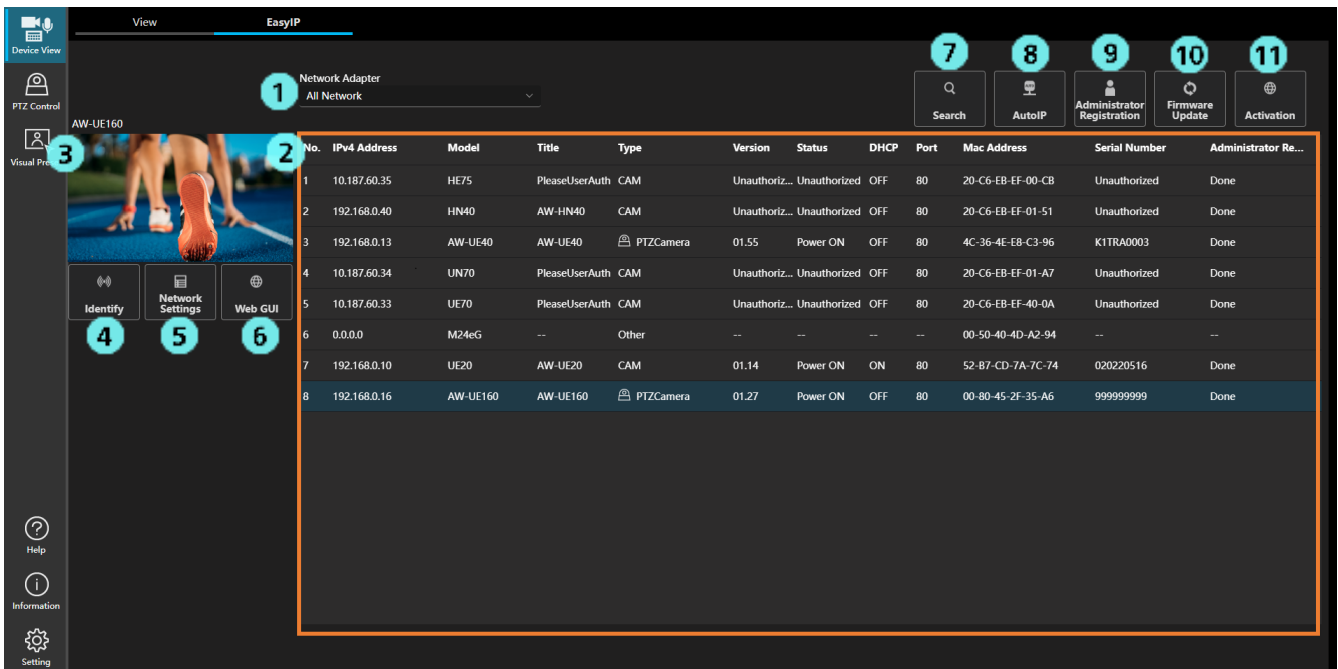 View EasyIP
Device View
PTZ Control
Visual Pre
Network Adapter
All Network
1
7 8 9 10 11
Search AutoIP Administrator Registration Firmware Update Activation
AW-UE160
3
2
Identify Network Settings Web GUI
4 5 6
No. IPv4 Address Model Title Type Version Status DHCP Port Mac Address Serial Number Administrator Re...
1 10.187.60.35 HE75 PleaseUserAuth CAM Unauthoriz... Unauthorized OFF 80 20-C6-EB-EF-00-CB Unauthorized Done
2 192.168.0.40 HN40 AW-HN40 CAM Unauthoriz... Unauthorized OFF 80 20-C6-EB-EF-01-51 Unauthorized Done
3 192.168.0.13 AW-UE40 AW-UE40 PTZCamera 01.55 Power ON OFF 80 4C-36-4E-E8-C3-96 K1TRA0003 Done
4 10.187.60.34 UN70 PleaseUserAuth CAM Unauthoriz... Unauthorized OFF 80 20-C6-EB-EF-01-A7 Unauthorized Done
5 10.187.60.33 UE70 PleaseUserAuth CAM Unauthoriz... Unauthorized OFF 80 20-C6-EB-EF-40-0A Unauthorized Done
6 0.0.0.0 M24eG -- Other -- -- -- -- 00-50-40-4D-A2-94 -- --
7 192.168.0.10 UE20 AW-UE20 CAM 01.14 Power ON ON 80 52-B7-CD-7A-7C-74 020220516 Done
8 192.168.0.16 AW-UE160 AW-UE160 PTZCamera 01.27 Power ON OFF 80 00-80-45-2F-35-A6 999999999 Done
Help
Information
Setting